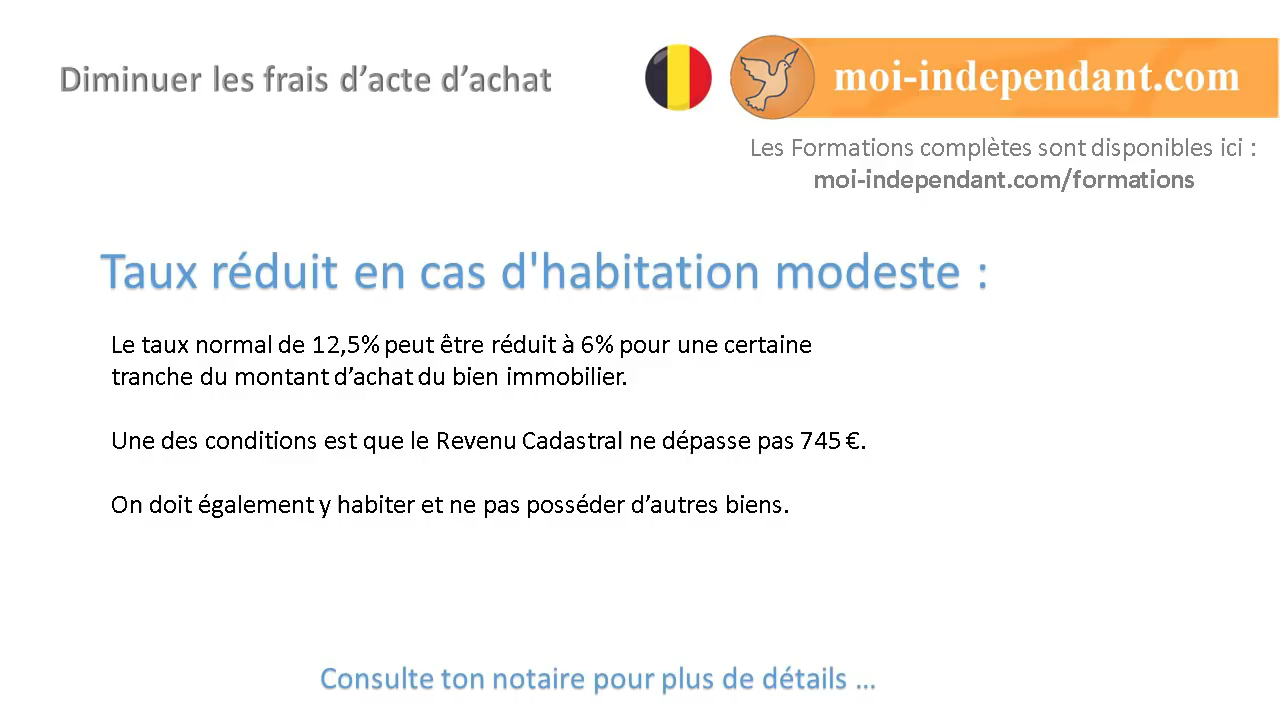 Diminuer les frais d’acte d’achat
moi-independant.com
Les Formations complètes sont disponibles ici :
moi-independant.com/formations
Taux réduit en cas d'habitation modeste :
Le taux normal de 12,5% peut être réduit à 6% pour une certaine
tranche du montant d’achat du bien immobilier.
Une des conditions est que le Revenu Cadastral ne dépasse pas 745 €.
On doit également y habiter et ne pas posséder d’autres biens.
Consulte ton notaire pour plus de détails ...